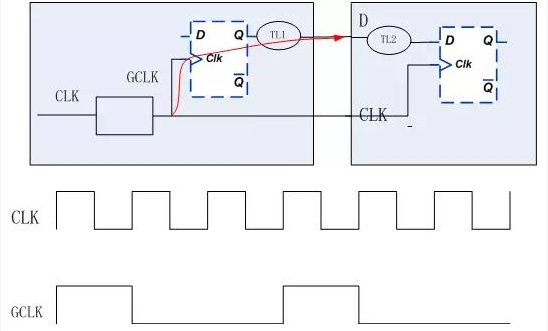 D
D Q TL1 TL2 D Q
Clk Clk
GCLK
Q Q
CLK
CLK
CLK
GCLK